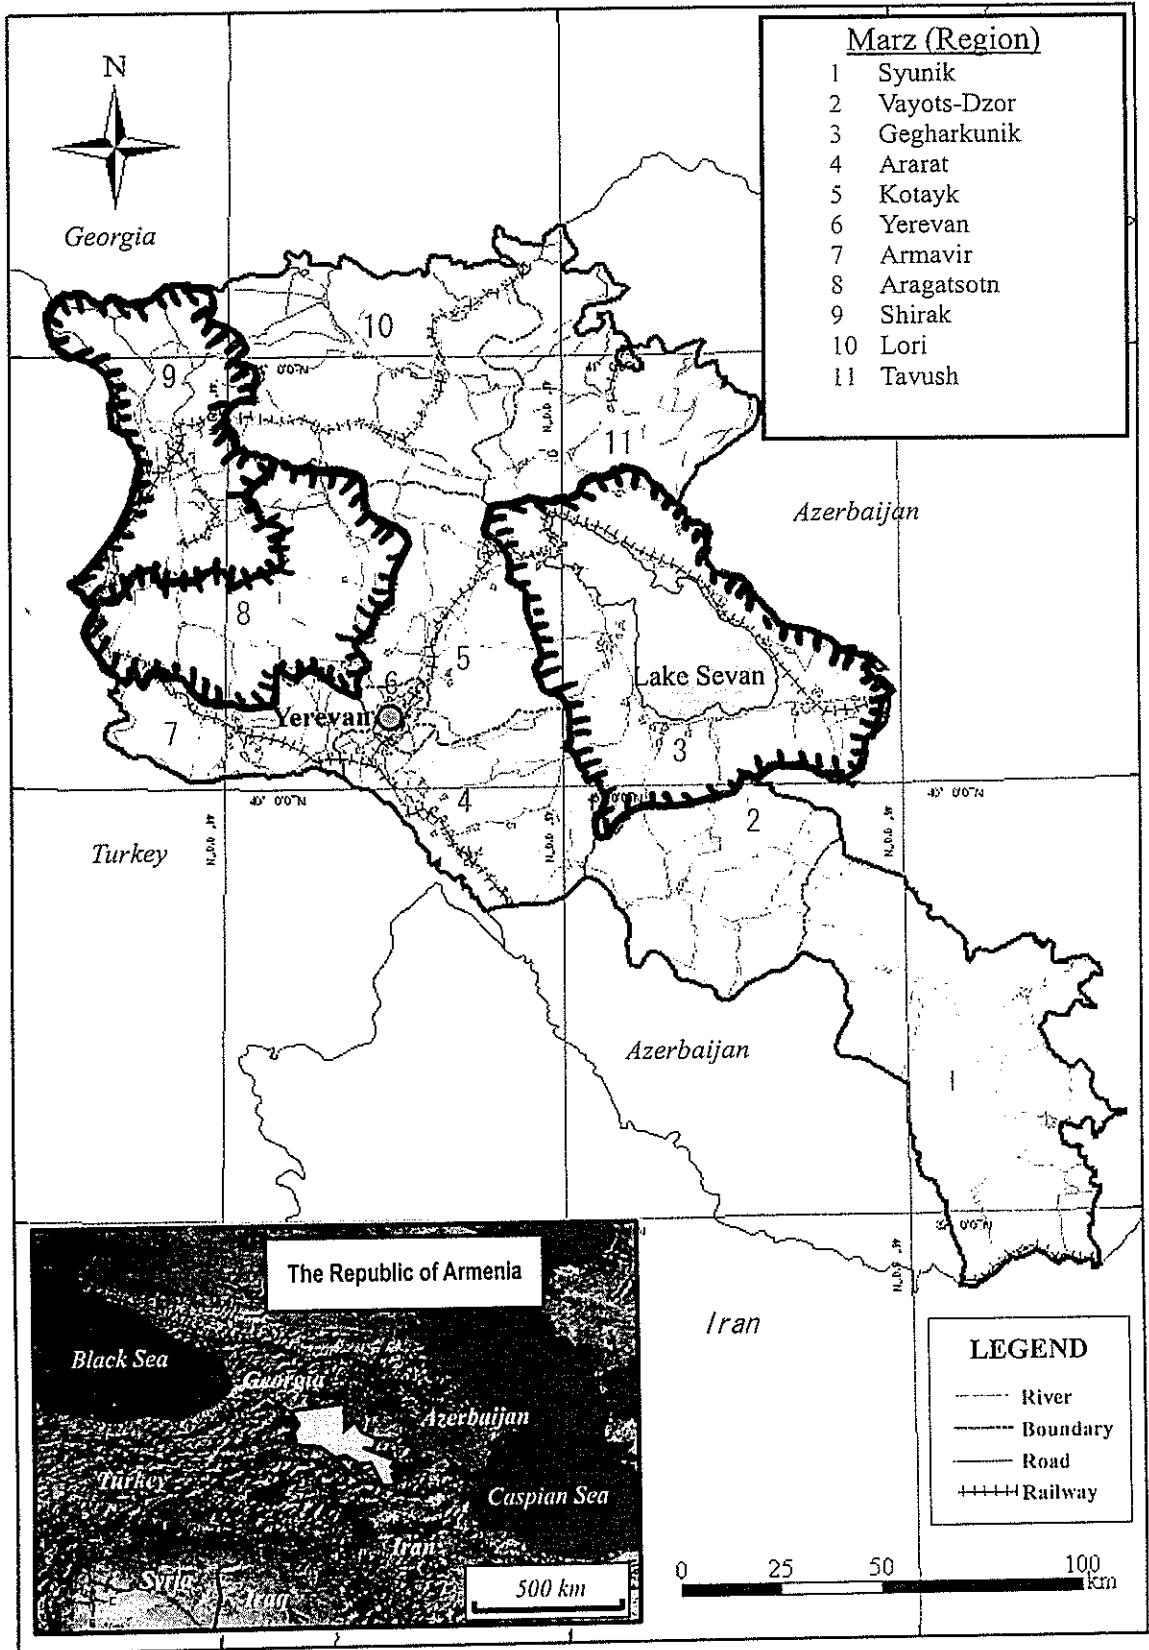 Marz (Region)
1 Syunik
2 Vayots-Dzor
3 Gegharkunik
4 Ararat
5 Kotayk
6 Yerevan
7 Armavir
8 Aragatsotn
9 Shirak
10 Lori
11 Tavush
N
Georgia
10
9
11
Azerbaijan
8
5
6
Lake Sevan
Yerevan
7
3
4
2
Turkey
Azerbaijan
1
Iran
The Republic of Armenia
Black Sea
Georgia
Azerbaijan
Turkey
Caspian Sea
Iran
Syria
Iraq
500 km
LEGEND
River
Boundary
Road
Railway
0 25 50 100
km